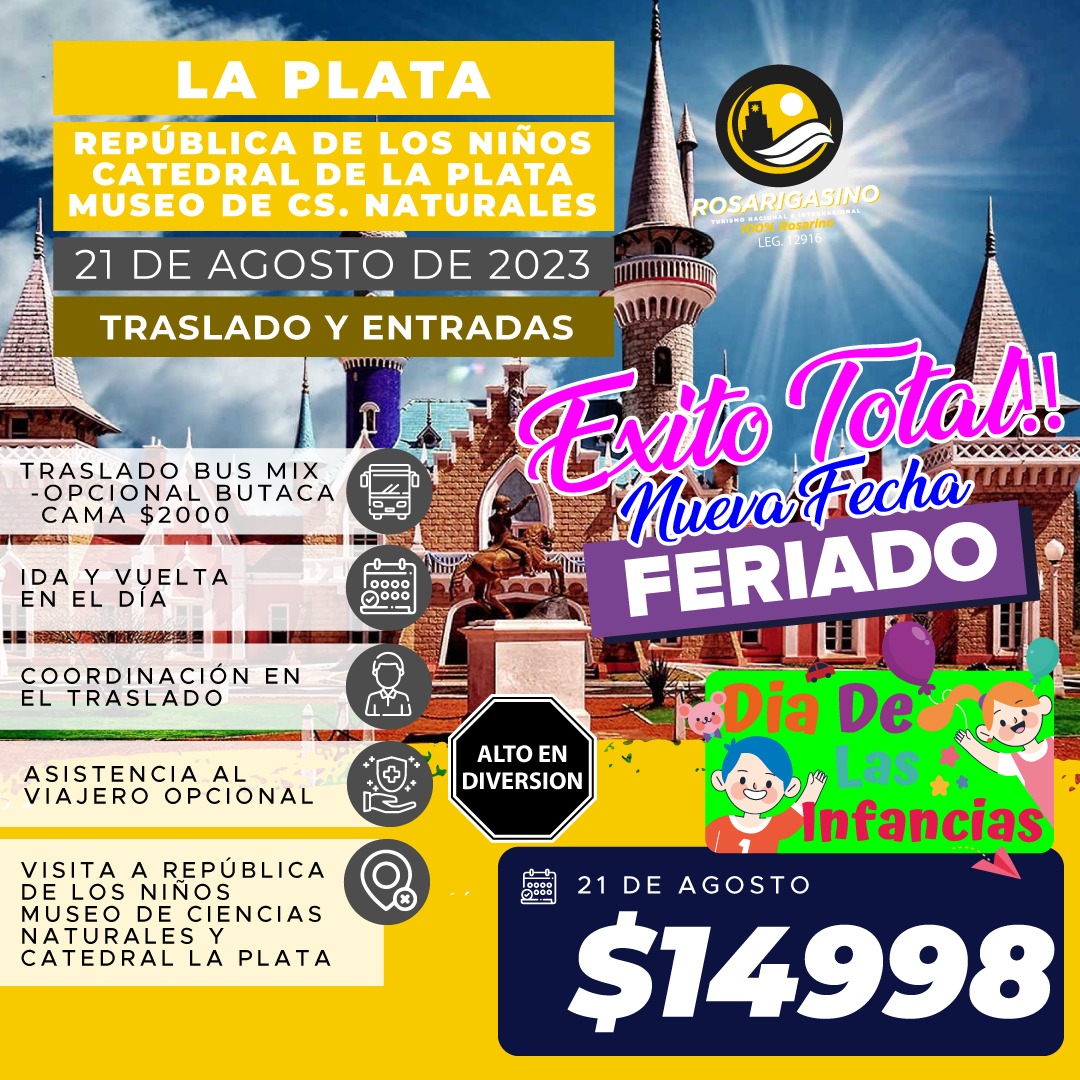 LA PLATA
REPÚBLICA DE LOS NIÑOS
CATEDRAL DE LA PLATA
MUSEO DE CS. NATURALES
21 DE AGOSTO DE 2023
TRASLADO Y ENTRADAS
ROSARIGASINO
TURISMO NACIONAL E INTERNACIONAL
100% Rosarino
LEG. 12916
Exito Total!!
Nueva Fecha
FERIADO
TRASLADO BUS MIX
-OPCIONAL BUTACA
CAMA $2000
IDA Y VUELTA
EN EL DÍA
COORDINACIÓN EN
EL TRASLADO
ASISTENCIA AL
VIAJERO OPCIONAL
VISITA A REPÚBLICA
DE LOS NIÑOS
MUSEO DE CIENCIAS
NATURALES Y
CATEDRAL LA PLATA
ALTO EN
DIVERSION
Dia De
Las
Infancias
1
21 DE AGOSTO
$14998